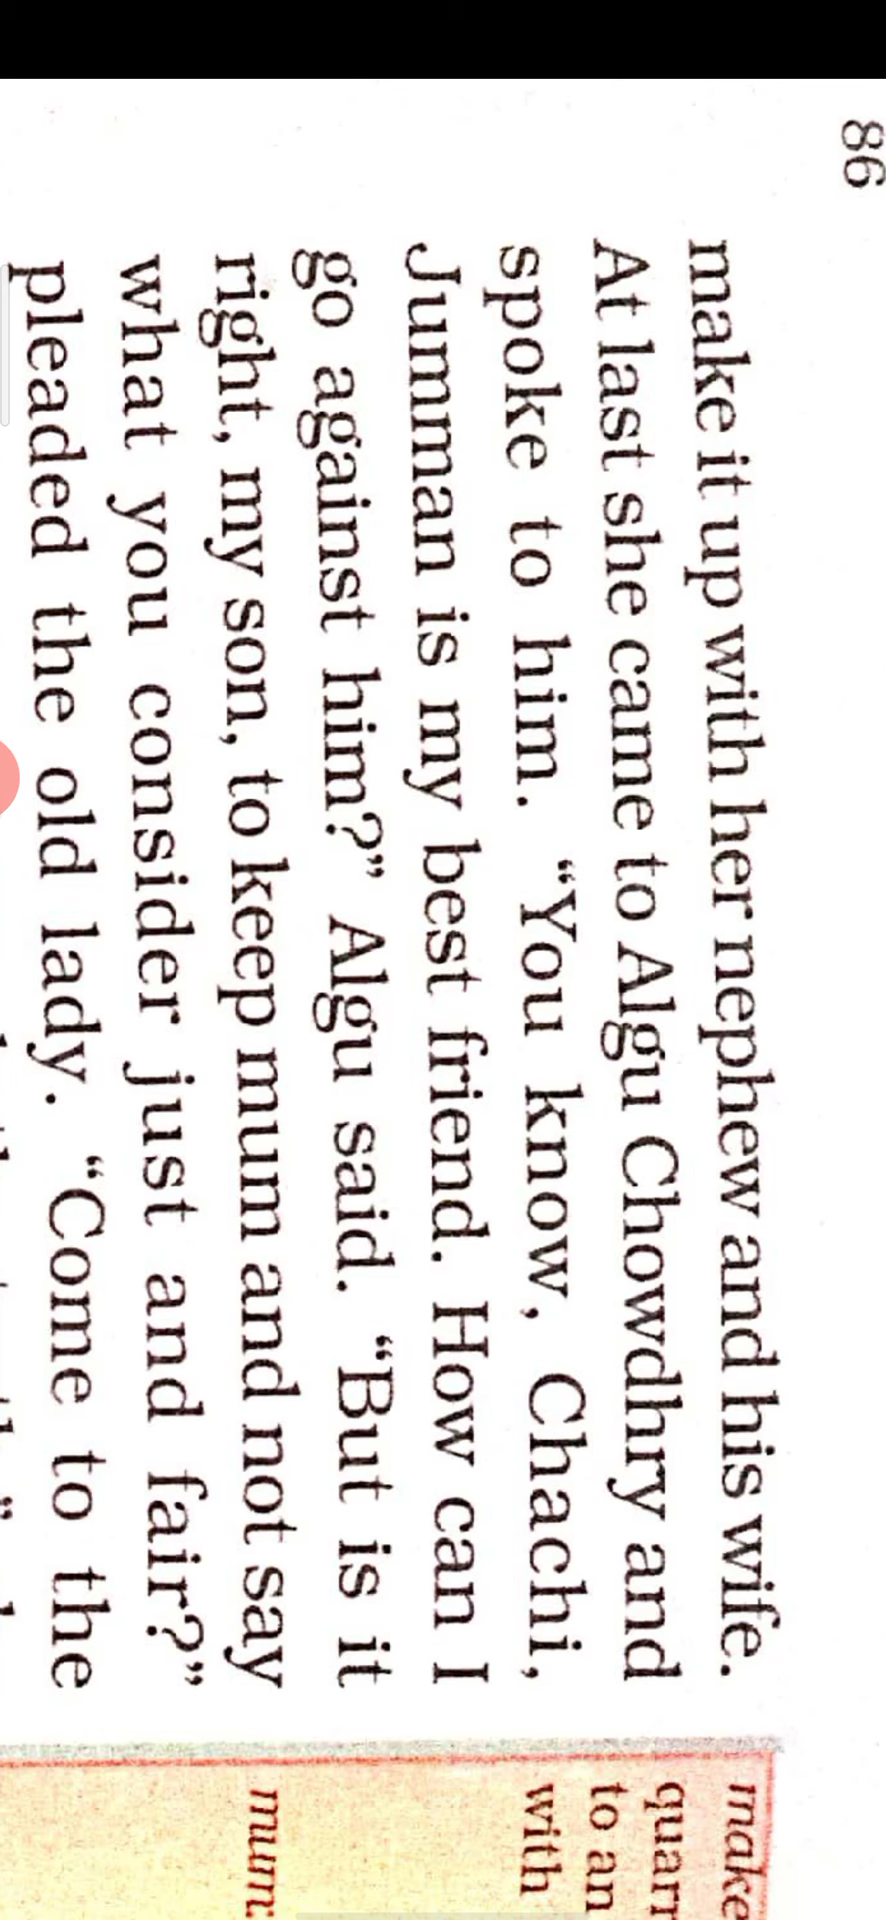 86
make it up with her nephew and his wife.
At last she came to Algu Chowdhry and
spoke to him. “You know, Chachi,
Jumman is my best friend. How can I
go against him?” Algu said. “But is it
right, my son, to keep mum and not say
what you consider just and fair?”
pleaded the old lady. “Come to the
make
quarr
to an
with
mum: